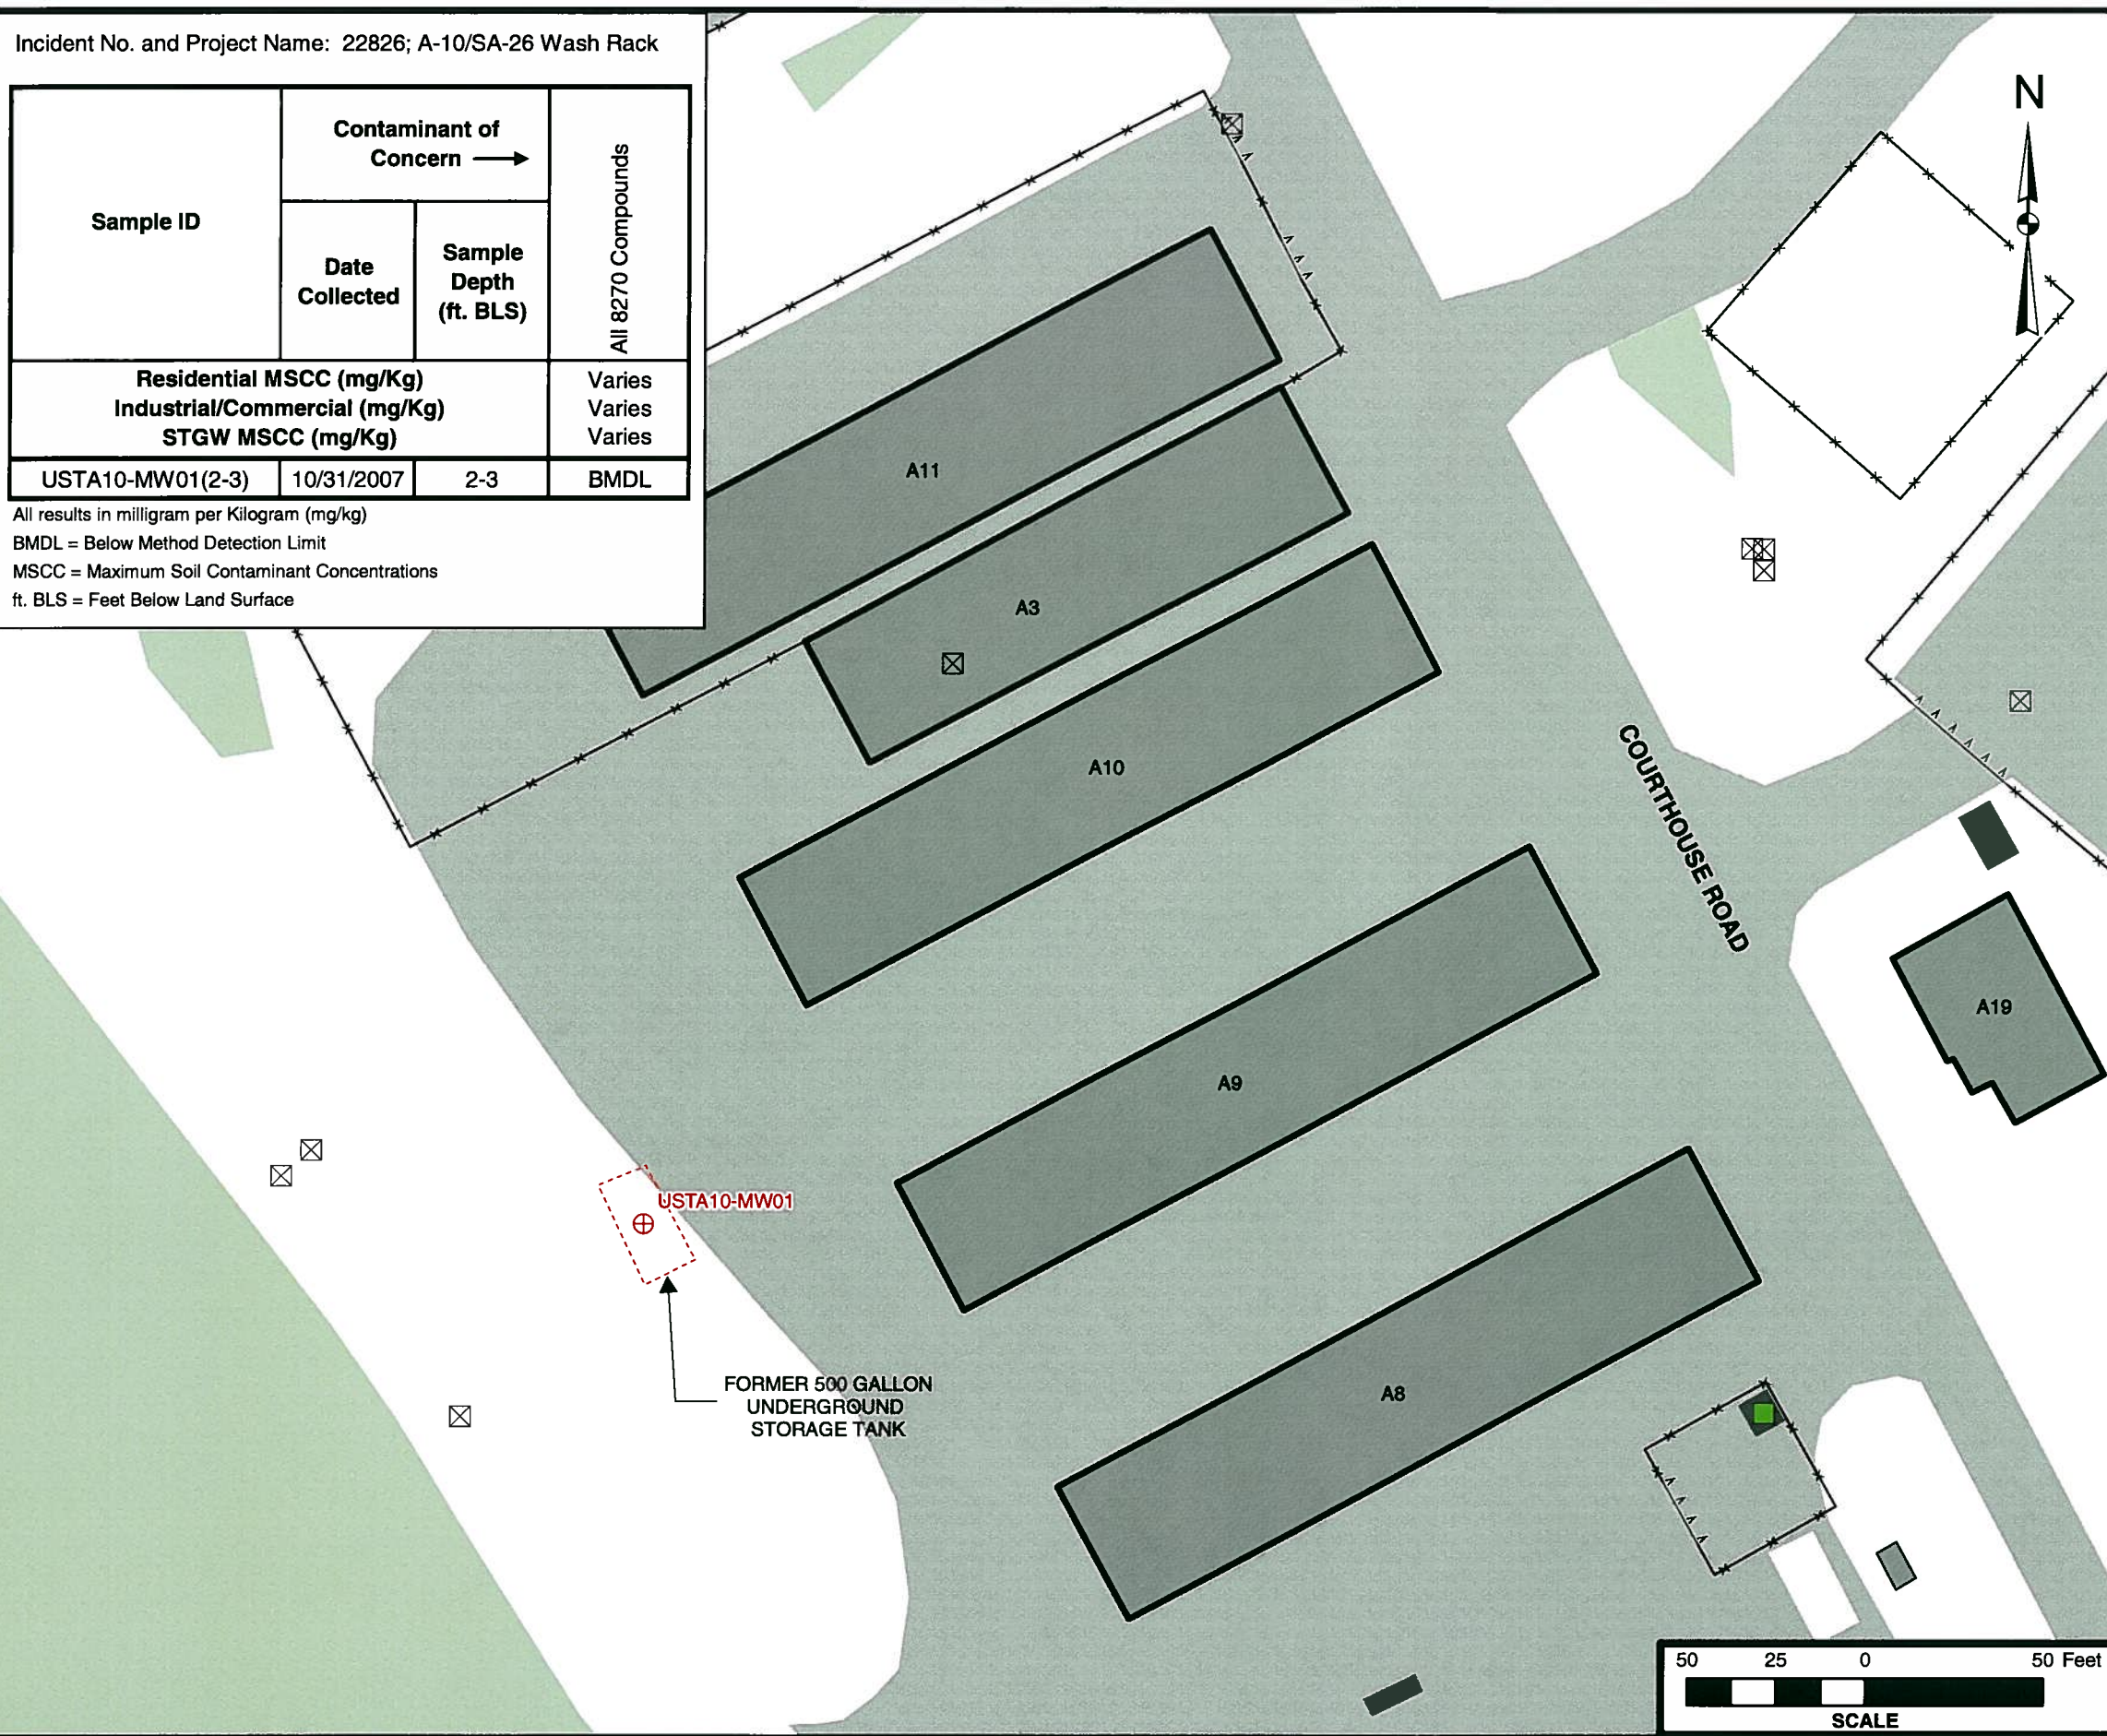 Incident No. and Project Name: 22826; A-10/SA-26 Wash Rack
Sample ID
Contaminant of
Concern
Date
Collected
Sample
Depth
(ft. BLS)
All 8270 Compounds
Residential MSCC (mg/Kg) Varies
Industrial/Commercial (mg/Kg) Varies
STGW MSCC (mg/Kg) Varies
USTA10-MW01(2-3) 10/31/2007 2-3 BMDL
All results in milligram per Kilogram (mg/kg)
BMDL = Below Method Detection Limit
MSCC = Maximum Soil Contaminant Concentrations
ft. BLS = Feet Below Land Surface
N
A11
A3
A10
COURTHOUSE ROAD
A19
A9
USTA10-MW01
FORMER 500 GALLON
UNDERGROUND
STORAGE TANK
A8
50 25 0 50 Feet
SCALE